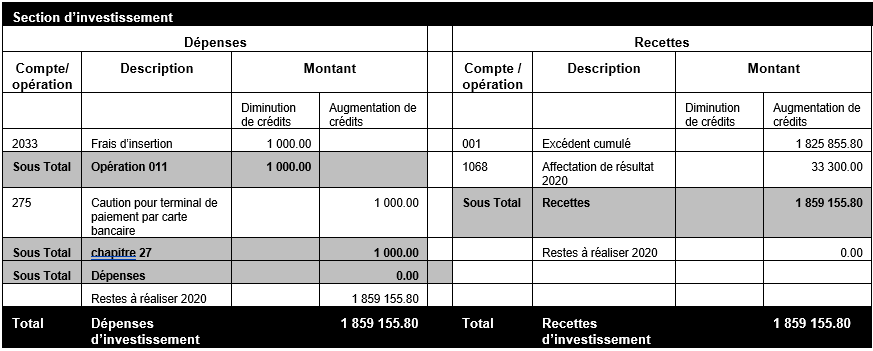 Section d’investissement
Dépenses Recettes
Compte/ Description Montant Compte / Description Montant
opération opération
Diminution Augmentation de Diminution Augmentation de
de crédits crédits de crédits crédits
2033 Frais d’insertion 1 000.00 001 Excédent cumulé 1 825 855.80
Sous Total Opération 011 1 000.00 1068 Affectation de résultat 33 300.00
2020
275 Caution pour terminal de 1 000.00 Sous Total Recettes 1 859 155.80
paiement par carte
bancaire
Sous Total chapitre 27 1 000.00 Restes à réaliser 2020 0.00
Sous Total Dépenses 0.00
Restes à réaliser 2020 1 859 155.80
Total Dépenses 1 859 155.80 Total Recettes 1 859 155.80
d’investissement d’investissement